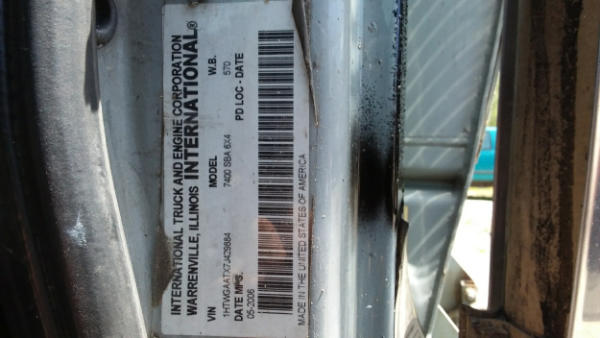 INTERNATIONAL TRUCK AND ENGINE CORPORATION
WARRENVILLE, ILLINOIS INTERNATIONAL®
VIN MODEL W.B.
1HTWGAATX7J429884 7400 SBA 6X4 570
DATE MFG. PD LOC - DATE
05-2006
MADE IN THE UNITED STATES OF AMERICA